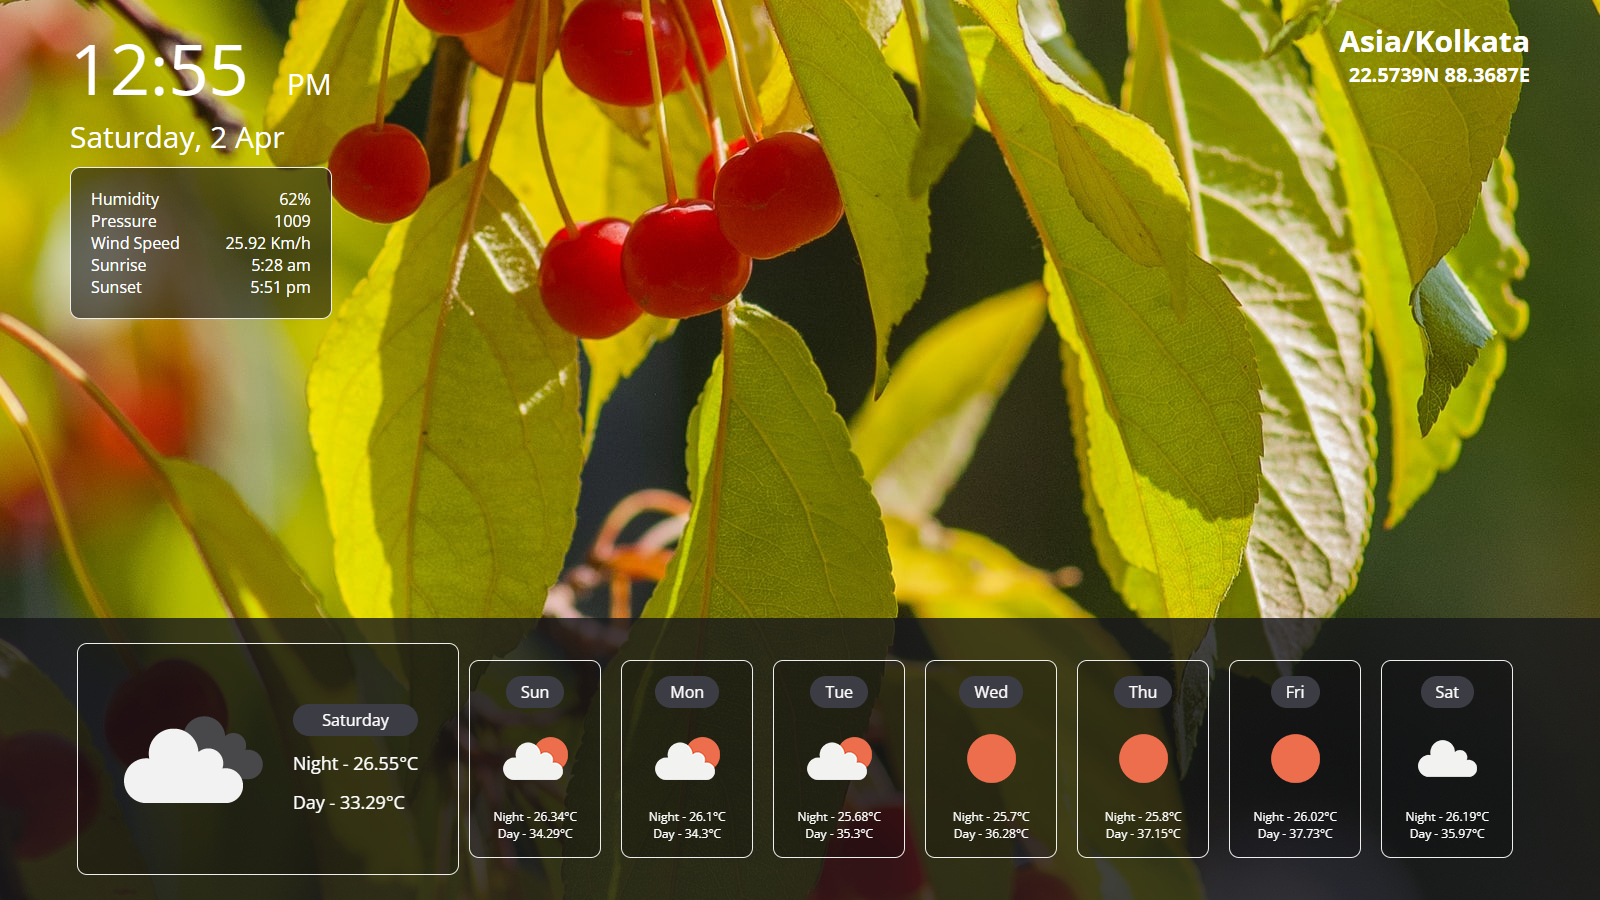 12:55 PM
Saturday, 2 Apr
Humidity 62%
Pressure 1009
Wind Speed 25.92 Km/h
Sunrise 5:28 am
Sunset 5:51 pm
Asia/Kolkata
22.5739N 88.3687E
Saturday
Night - 26.55°C
Day - 33.29°C
Sun
Night - 26.34°C
Day - 34.29°C
Mon
Night - 26.1°C
Day - 34.3°C
Tue
Night - 25.68°C
Day - 35.3°C
Wed
Night - 25.7°C
Day - 36.28°C
Thu
Night - 25.8°C
Day - 37.15°C
Fri
Night - 26.02°C
Day - 37.73°C
Sat
Night - 26.19°C
Day - 35.97°C